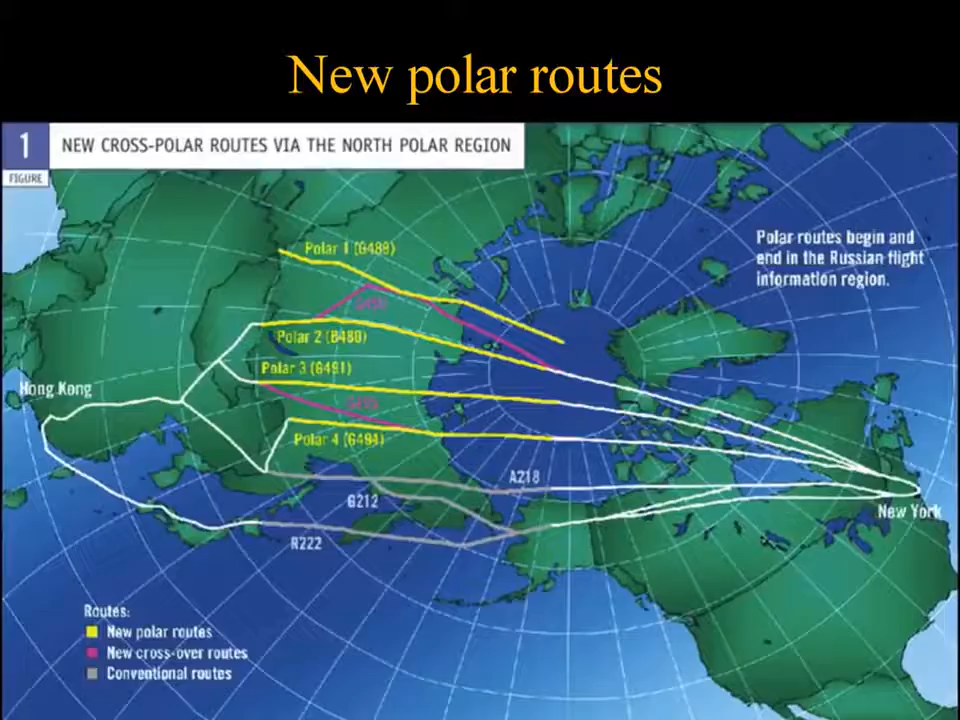 New polar routes
1
FIGURE
NEW CROSS-POLAR ROUTES VIA THE NORTH POLAR REGION
Polar routes begin and
end in the Russian flight
information region.
Polar 1 (G489)
Polar 2 (B480)
Polar 3 (G491)
Hong Kong
Polar 4 (G494)
A218
G212
New York
R222
Routes:
New polar routes
New cross-over routes
Conventional routes